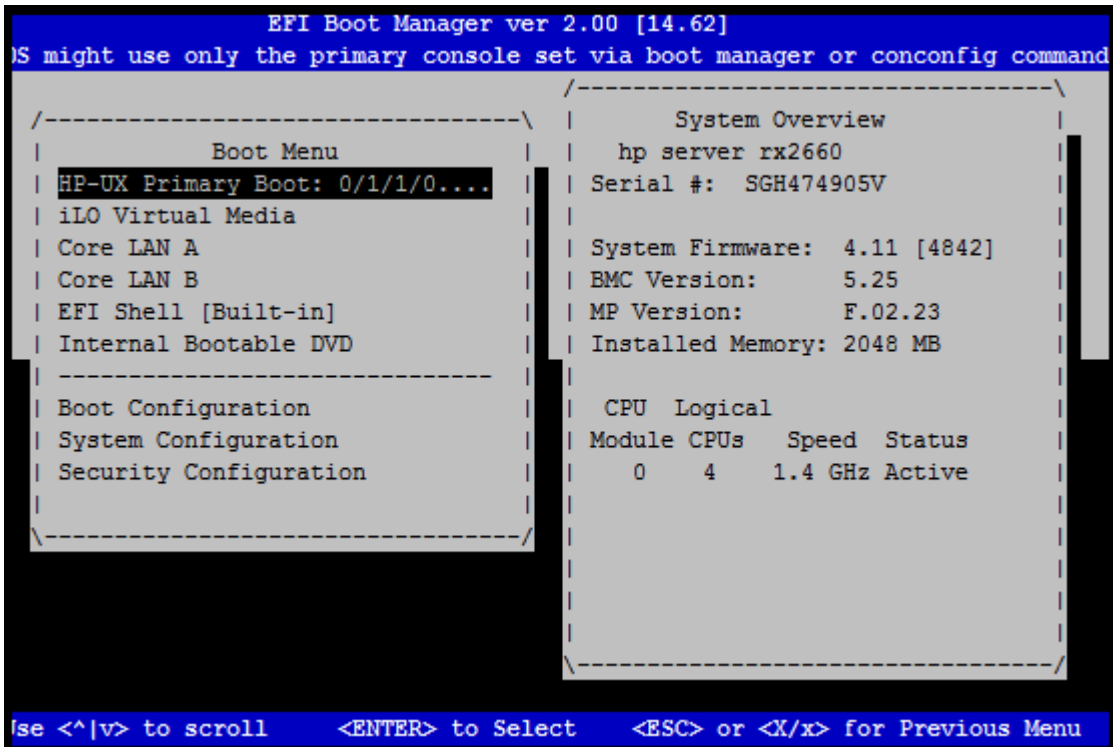 EFI Boot Manager ver 2.00 [14.62]
OS might use only the primary console set via boot manager or conconfig command
Boot Menu
HP-UX Primary Boot: 0/1/1/0....
iLO Virtual Media
Core LAN A
Core LAN B
EFI Shell [Built-in]
Internal Bootable DVD
--------------------------------
Boot Configuration
System Configuration
Security Configuration
System Overview
hp server rx2660
Serial #: SGH474905V
System Firmware: 4.11 [4842]
BMC Version: 5.25
MP Version: F.02.23
Installed Memory: 2048 MB
CPU Logical
Module CPUs Speed Status
0 4 1.4 GHz Active
Use <^|v> to scroll <ENTER> to Select <ESC> or <X/x> for Previous Menu